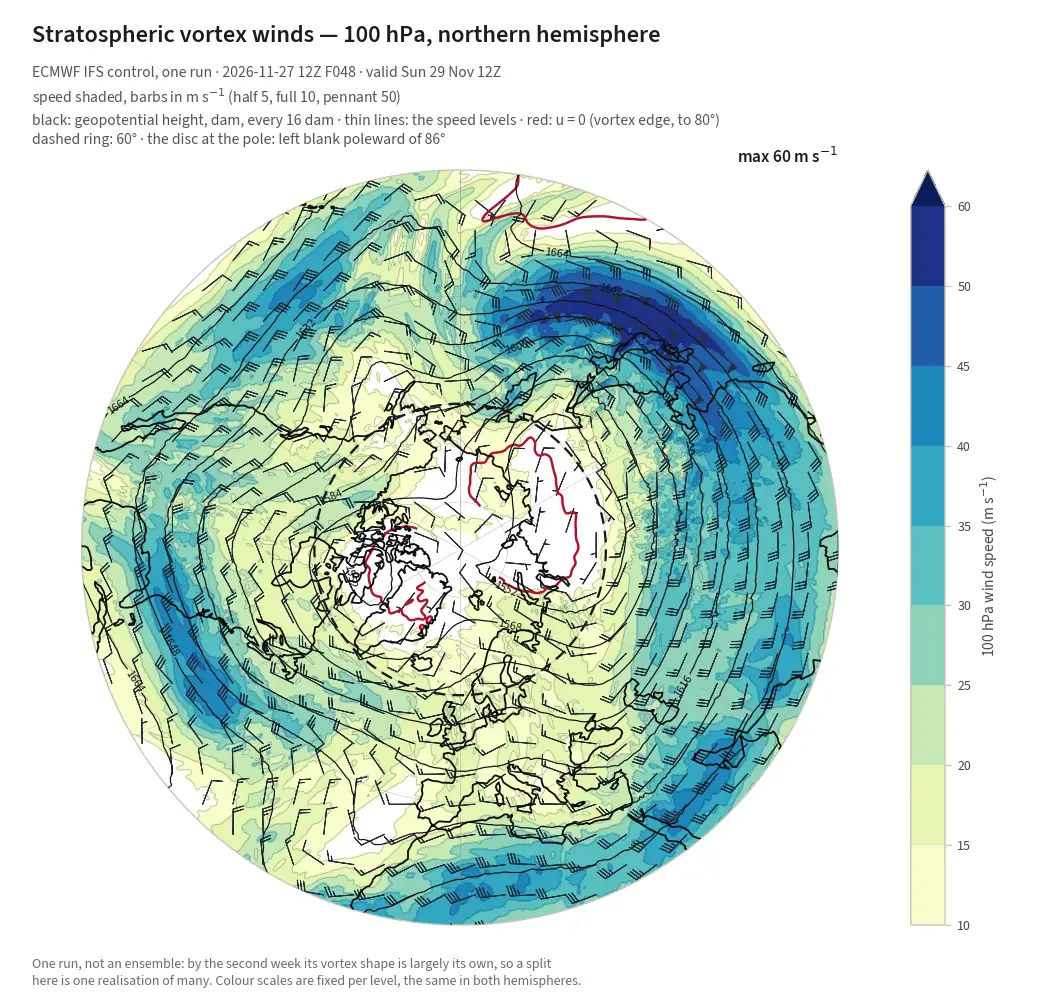 Stratospheric vortex winds — 100 hPa, northern hemisphere
ECMWF IFS control, one run · 2026-11-27 12Z F048 · valid Sun 29 Nov 12Z
speed shaded, barbs in m s⁻¹ (half 5, full 10, pennant 50)
black: geopotential height, dam, every 16 dam · thin lines: the speed levels · red: u = 0 (vortex edge, to 80°)
dashed ring: 60° · the disc at the pole: left blank poleward of 86°
max 60 m s⁻¹
60
50
45
40
35
30
25
20
15
10
100 hPa wind speed (m s⁻¹)
1664
1664
1584
1568
1616
1648
1664
One run, not an ensemble: by the second week its vortex shape is largely its own, so a split
here is one realisation of many. Colour scales are fixed per level, the same in both hemispheres.